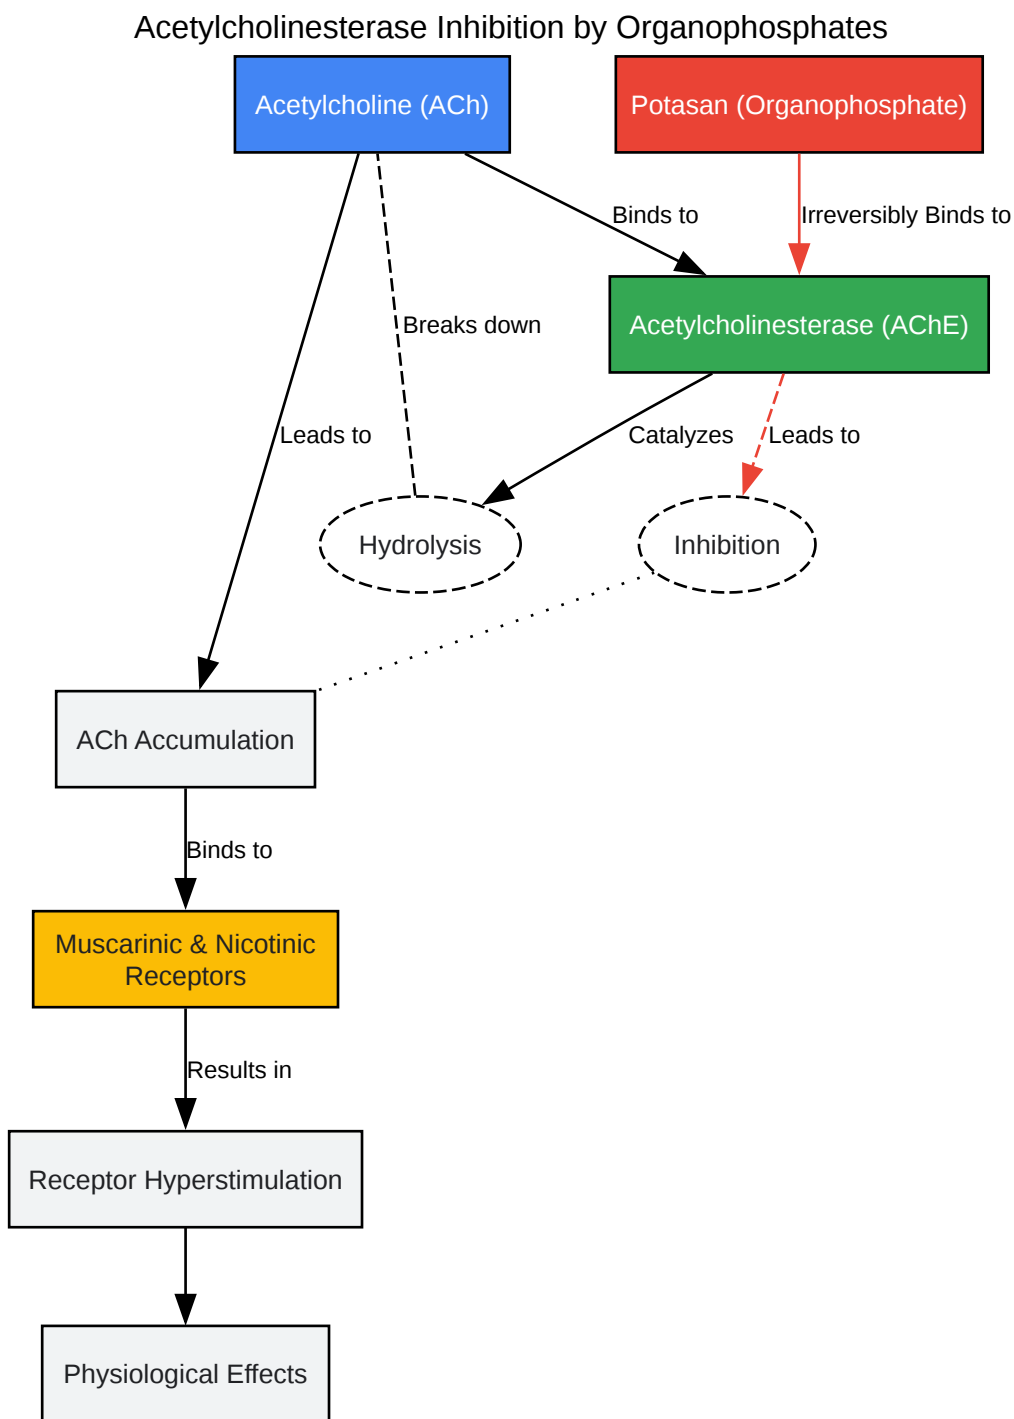 Acetylcholinesterase Inhibition by Organophosphates
Acetylcholine (ACh)
Potasan (Organophosphate)
Binds to
Irreversibly Binds to
Acetylcholinesterase (AChE)
Breaks down
Leads to
Catalyzes
Leads to
Hydrolysis
Inhibition
ACh Accumulation
Binds to
Muscarinic & Nicotinic
Receptors
Results in
Receptor Hyperstimulation
Physiological Effects